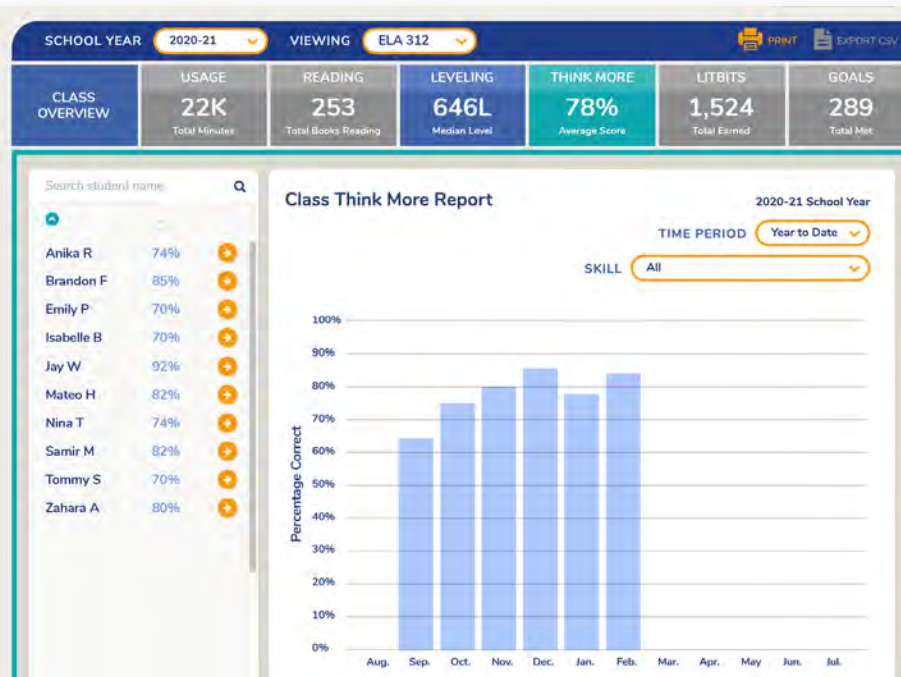 SCHOOL YEAR 2020-21 VIEWING ELA 312 PRINT EXPORT CSV
CLASS OVERVIEW
USAGE
22K
Total Minutes
READING
253
Total Books Reading
LEVELING
646L
Median Level
THINK MORE
78%
Average Score
LITBITS
1,524
Total Earned
GOALS
289
Total Met
Search student name
Anika R 74%
Brandon F 85%
Emily P 70%
Isabelle B 70%
Jay W 92%
Mateo H 82%
Nina T 74%
Samir M 82%
Tommy S 70%
Zahara A 80%
Class Think More Report
2020-21 School Year
TIME PERIOD Year to Date
SKILL All
Percentage Correct
100%
90%
80%
70%
60%
50%
40%
30%
20%
10%
0%
Aug. Sep. Oct. Nov. Dec. Jan. Feb. Mar. Apr. May Jun. Jul.